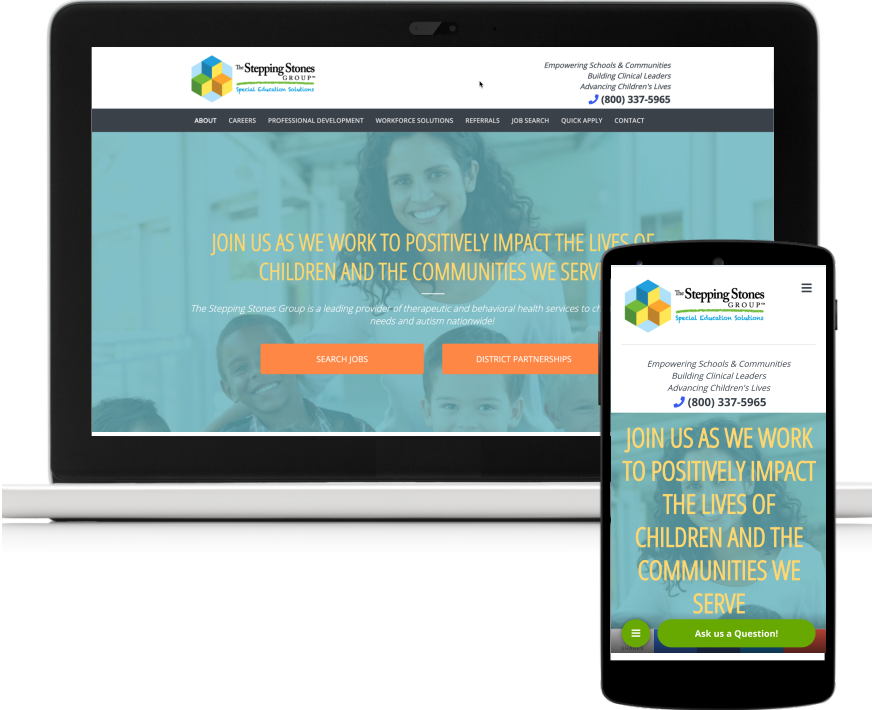 The Stepping Stones
GROUP™
Special Education Solutions
Empowering Schools & Communities
Building Clinical Leaders
Advancing Children's Lives
(800) 337-5965
ABOUT CAREERS PROFESSIONAL DEVELOPMENT WORKFORCE SOLUTIONS REFERRALS JOB SEARCH QUICK APPLY CONTACT
JOIN US AS WE WORK TO POSITIVELY IMPACT THE LIVES OF
CHILDREN AND THE COMMUNITIES WE SERV
The Stepping Stones Group is a leading provider of therapeutic and behavioral health services to ch
needs and autism nationwide!
SEARCH JOBS DISTRICT PARTNERSHIPS
The Stepping Stones
GROUP™
Special Education Solutions
Empowering Schools & Communities
Building Clinical Leaders
Advancing Children's Lives
(800) 337-5965
JOIN US AS WE WORK
TO POSITIVELY IMPACT
THE LIVES OF
CHILDREN AND THE
COMMUNITIES WE
SERVE
Ask us a Question!